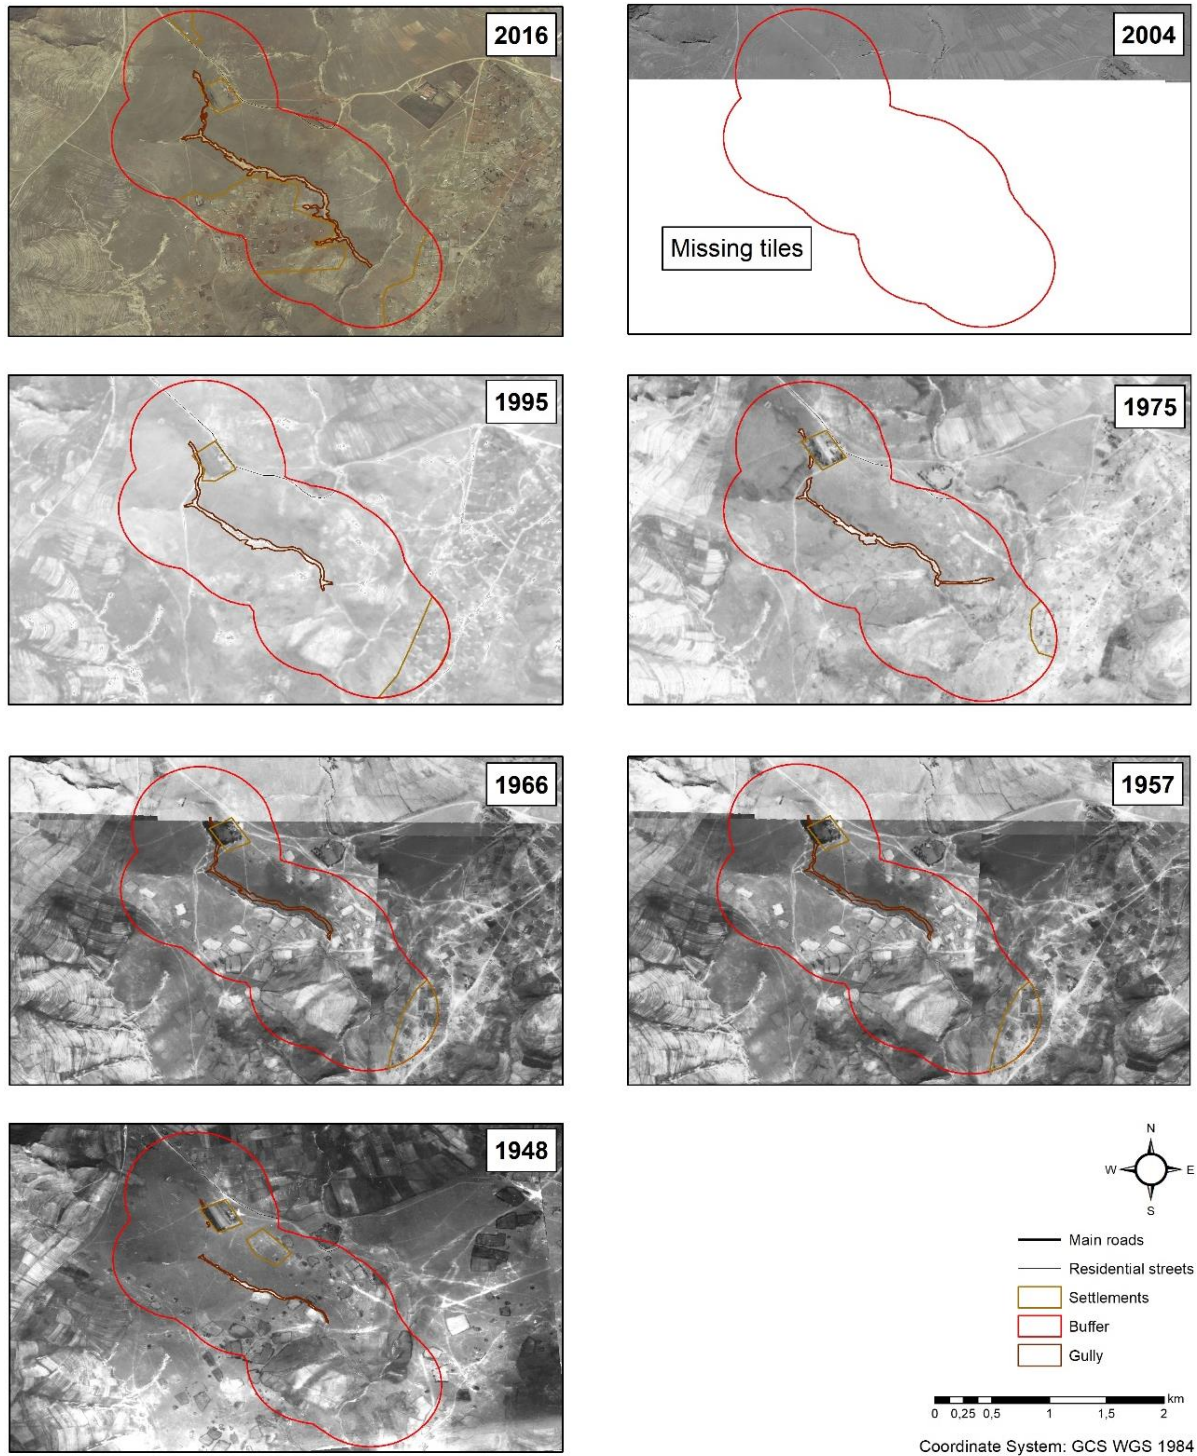 2016
2004
Missing tiles
1995
1975
1966
1957
1948
N
W
E
S
Main roads
Residential streets
Settlements
Buffer
Gully
km
0 0,25 0,5 1 1,5 2
Coordinate System: GCS WGS 1984